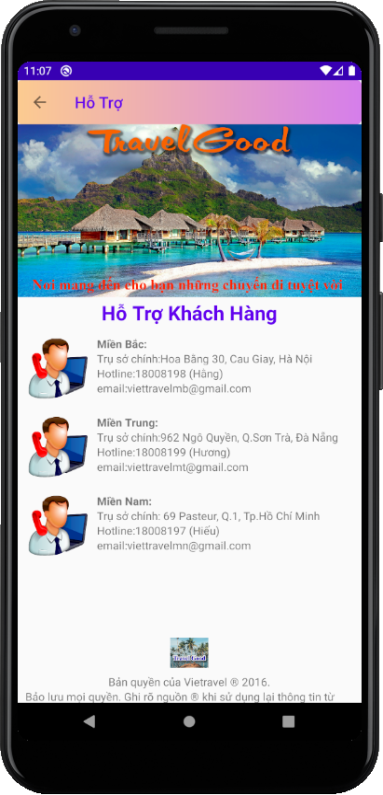 11:07
Hỗ Trợ
TravelGood
Nơi mang đến cho bạn những chuyến đi tuyệt vời
Hỗ Trợ Khách Hàng
Miền Bắc:
Trụ sở chính:Hoa Bằng 30, Cau Giay, Hà Nội
Hotline:18008198 (Hằng)
email:viettravelmb@gmail.com
Miền Trung:
Trụ sở chính:962 Ngô Quyền, Q.Sơn Trà, Đà Nẵng
Hotline:18008199 (Hương)
email:viettravelmt@gmail.com
Miền Nam:
Trụ sở chính: 69 Pasteur, Q.1, Tp.Hồ Chí Minh
Hotline:18008197 (Hiếu)
email:viettravelmn@gmail.com
TravelGood
Bản quyền của Vietravel ® 2016.
Bảo lưu mọi quyền. Ghi rõ nguồn ® khi sử dụng lại thông tin từ